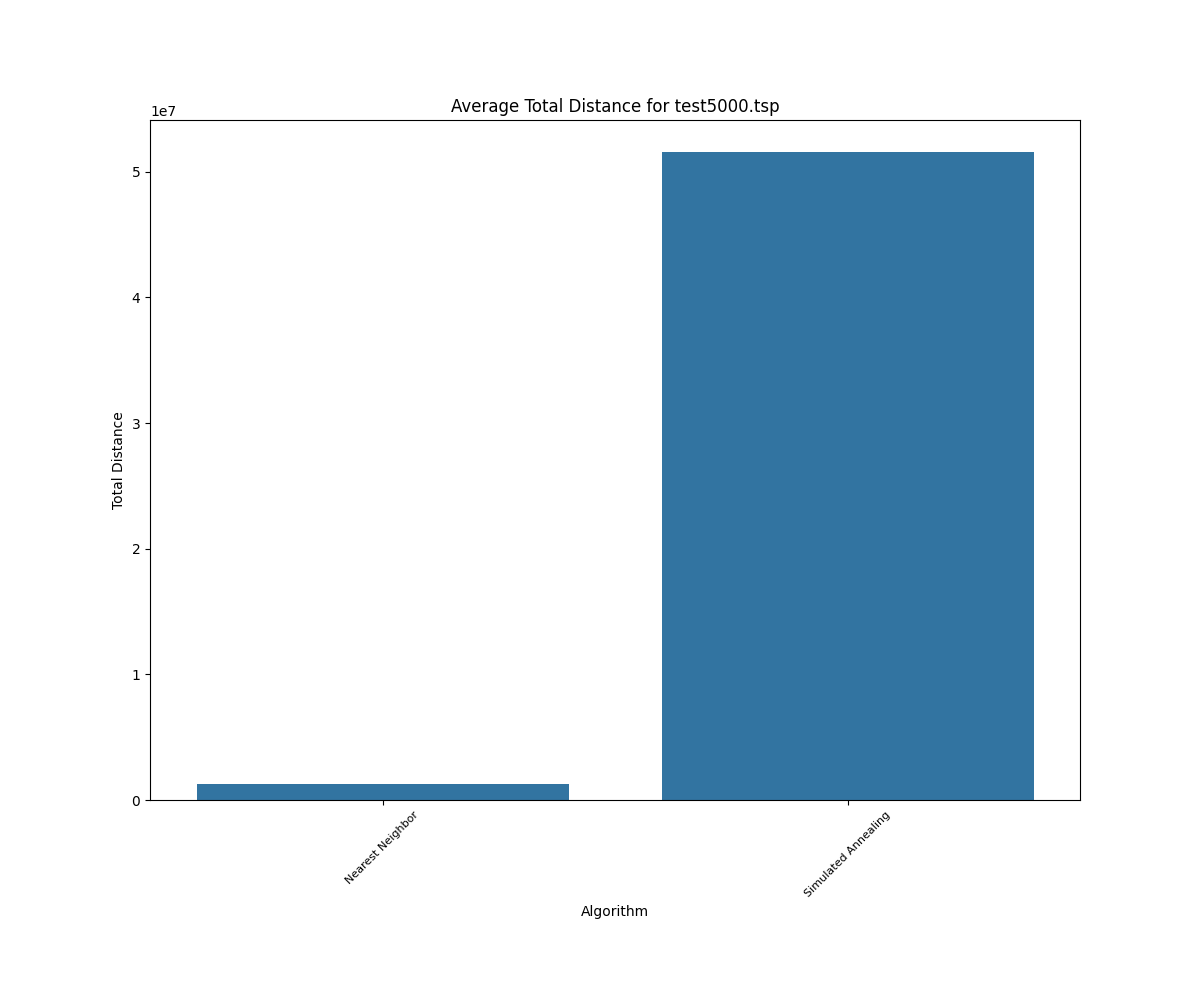 Average Total Distance for test5000.tsp
1e7
5
4
3
2
1
0
Total Distance
Nearest Neighbor
Simulated Annealing
Algorithm